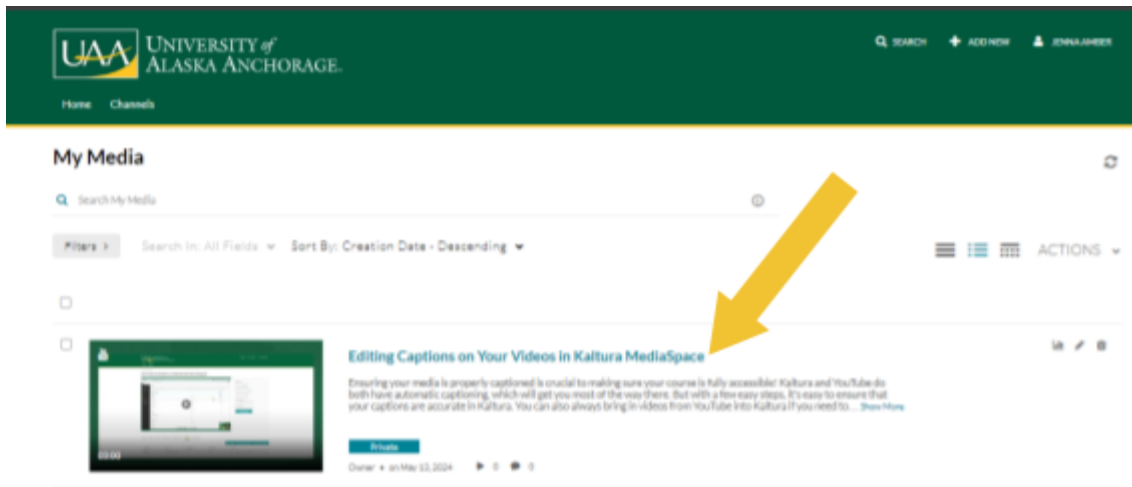 UAA
UNIVERSITY of
ALASKA ANCHORAGE.
SEARCH ADD NEW JENNA AMBER
Home Channels
My Media
Search My Media
Filters Search In: All Fields Sort By: Creation Date - Descending ACTIONS
Editing Captions on Your Videos in Kaltura MediaSpace
Ensuring your media is properly captioned is crucial to making sure your course is fully accessible! Kaltura and YouTube do
both have automatic captioning, which will get you most of the way there. But with a few easy steps, it's easy to ensure that
your captions are accurate in Kaltura. You can also always bring in videos from YouTube into Kaltura if you need to... Show More
Private
Owner • on May 13, 2024 0 0